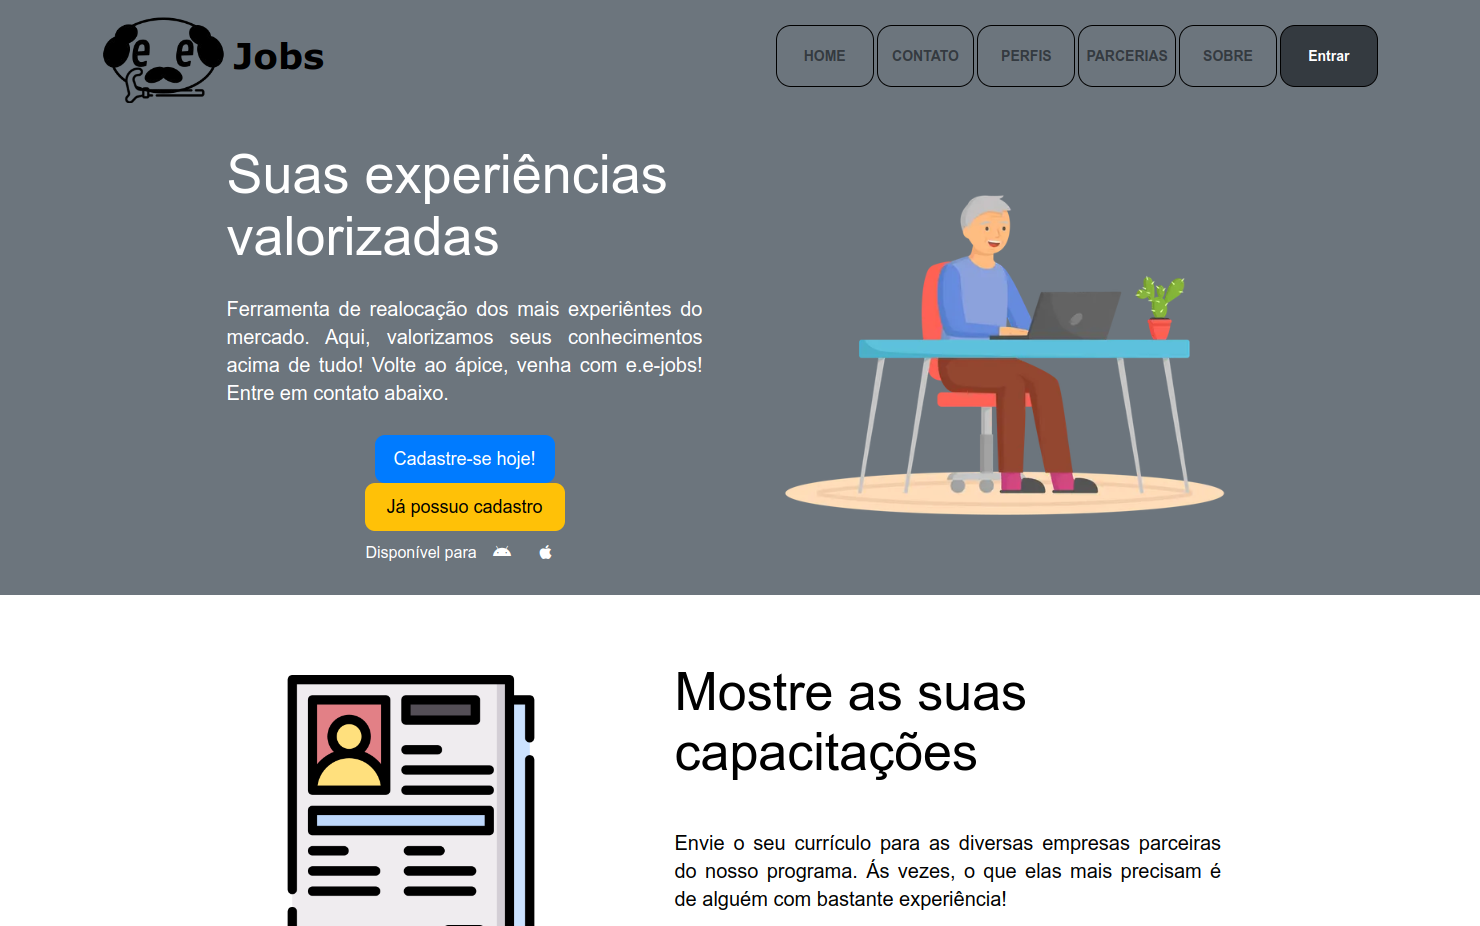 e e Jobs
HOME CONTATO PERFIS PARCERIAS SOBRE Entrar
Suas experiências
valorizadas
Ferramenta de realocação dos mais experiêntes do
mercado. Aqui, valorizamos seus conhecimentos
acima de tudo! Volte ao ápice, venha com e.e-jobs!
Entre em contato abaixo.
Cadastre-se hoje!
Já possuo cadastro
Disponível para
Mostre as suas
capacitações
Envie o seu currículo para as diversas empresas parceiras
do nosso programa. Ás vezes, o que elas mais precisam é
de alguém com bastante experiência!